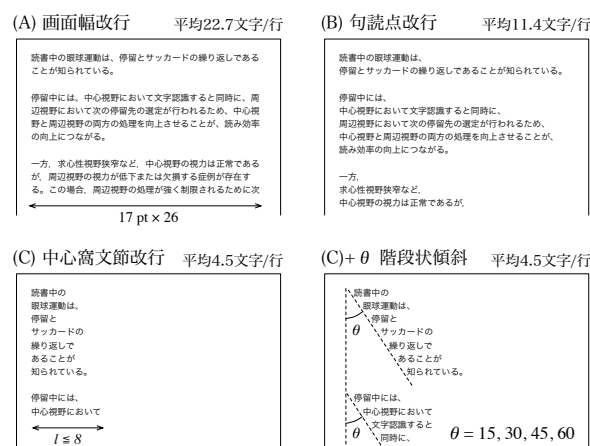 (A) 画面幅改行 平均22.7文字/行
読書中の眼球運動は、停留とサッカードの繰り返しである
ことが知られている。
停留中には、中心視野において文字認識すると同時に、周
辺視野において次の停留先の選定が行われるため、中心視
野と周辺視野の両方の処理を向上させることが、読み効率
の向上につながる。
一方，求心性視野狭窄など，中心視野の視力は正常である
が，周辺視野の視力が低下または欠損する症例が存在す
る。この場合，周辺視野の処理が強く制限されるために次
17 pt × 26
(B) 句読点改行 平均11.4文字/行
読書中の眼球運動は、
停留とサッカードの繰り返しであることが知られている。
停留中には、
中心視野において文字認識すると同時に、
周辺視野において次の停留先の選定が行われるため、
中心視野と周辺視野の両方の処理を向上させることが、
読み効率の向上につながる。
一方，
求心性視野狭窄など，
中心視野の視力は正常であるが，
(C) 中心窩文節改行 平均4.5文字/行
読書中の
眼球運動は、
停留と
サッカードの
繰り返しで
あることが
知られている。
停留中には、
中心視野において
l ≦ 8
(C)+ θ 階段状傾斜 平均4.5文字/行
読書中の
眼球運動は、
停留と
サッカードの
繰り返しで
あることが
知られている。
θ
停留中には、
中心視野において
文字認識すると
同時に、
θ
θ = 15, 30, 45, 60